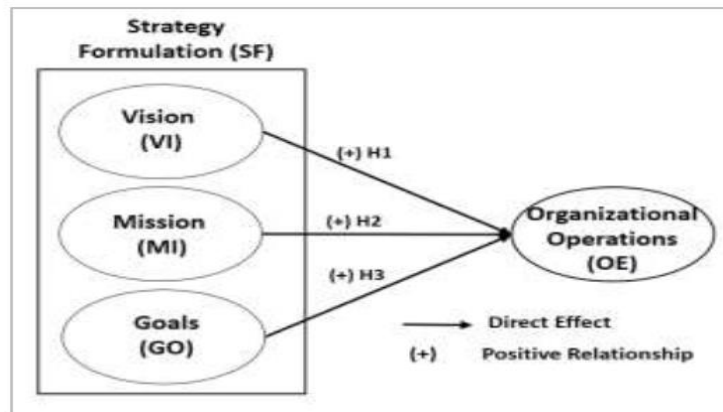 Strategy
Formulation (SF)
Vision
(VI)
(+) H1
Mission
(MI)
(+) H2
Organizational
Operations
(OE)
(+) H3
Goals
(GO)
Direct Effect
(+) Positive Relationship